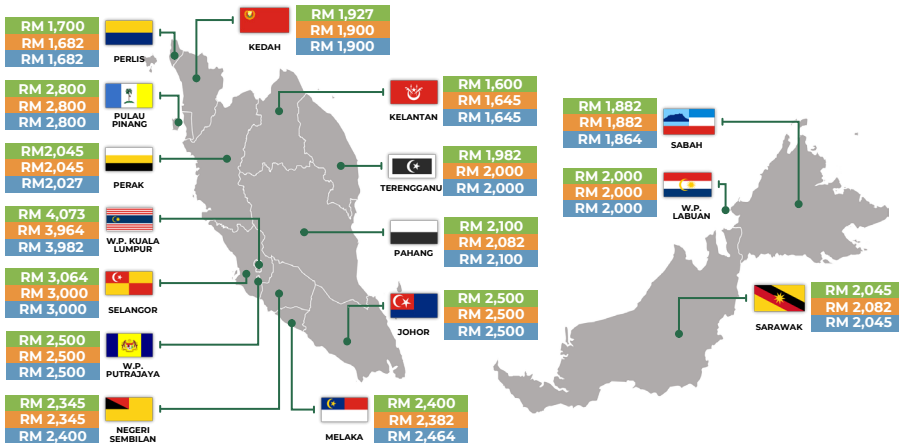 RM 1,700
RM 1,682
RM 1,682
PERLIS
RM 1,927
RM 1,900
RM 1,900
KEDAH
RM 2,800
RM 2,800
RM 2,800
PULAU
PINANG
RM 1,600
RM 1,645
RM 1,645
KELANTAN
RM2,045
RM2,045
RM2,027
PERAK
RM 1,982
RM 2,000
RM 2,000
TERENGGANU
RM 4,073
RM 3,964
RM 3,982
W.P. KUALA
LUMPUR
RM 2,100
RM 2,082
RM 2,100
PAHANG
RM 3,064
RM 3,000
RM 3,000
SELANGOR
RM 2,500
RM 2,500
RM 2,500
JOHOR
RM 2,500
RM 2,500
RM 2,500
W.P.
PUTRAJAYA
RM 2,345
RM 2,345
RM 2,400
NEGERI
SEMBILAN
RM 2,400
RM 2,382
RM 2,464
MELAKA
RM 1,882
RM 1,882
RM 1,864
SABAH
RM 2,000
RM 2,000
RM 2,000
W.P.
LABUAN
RM 2,045
RM 2,082
RM 2,045
SARAWAK